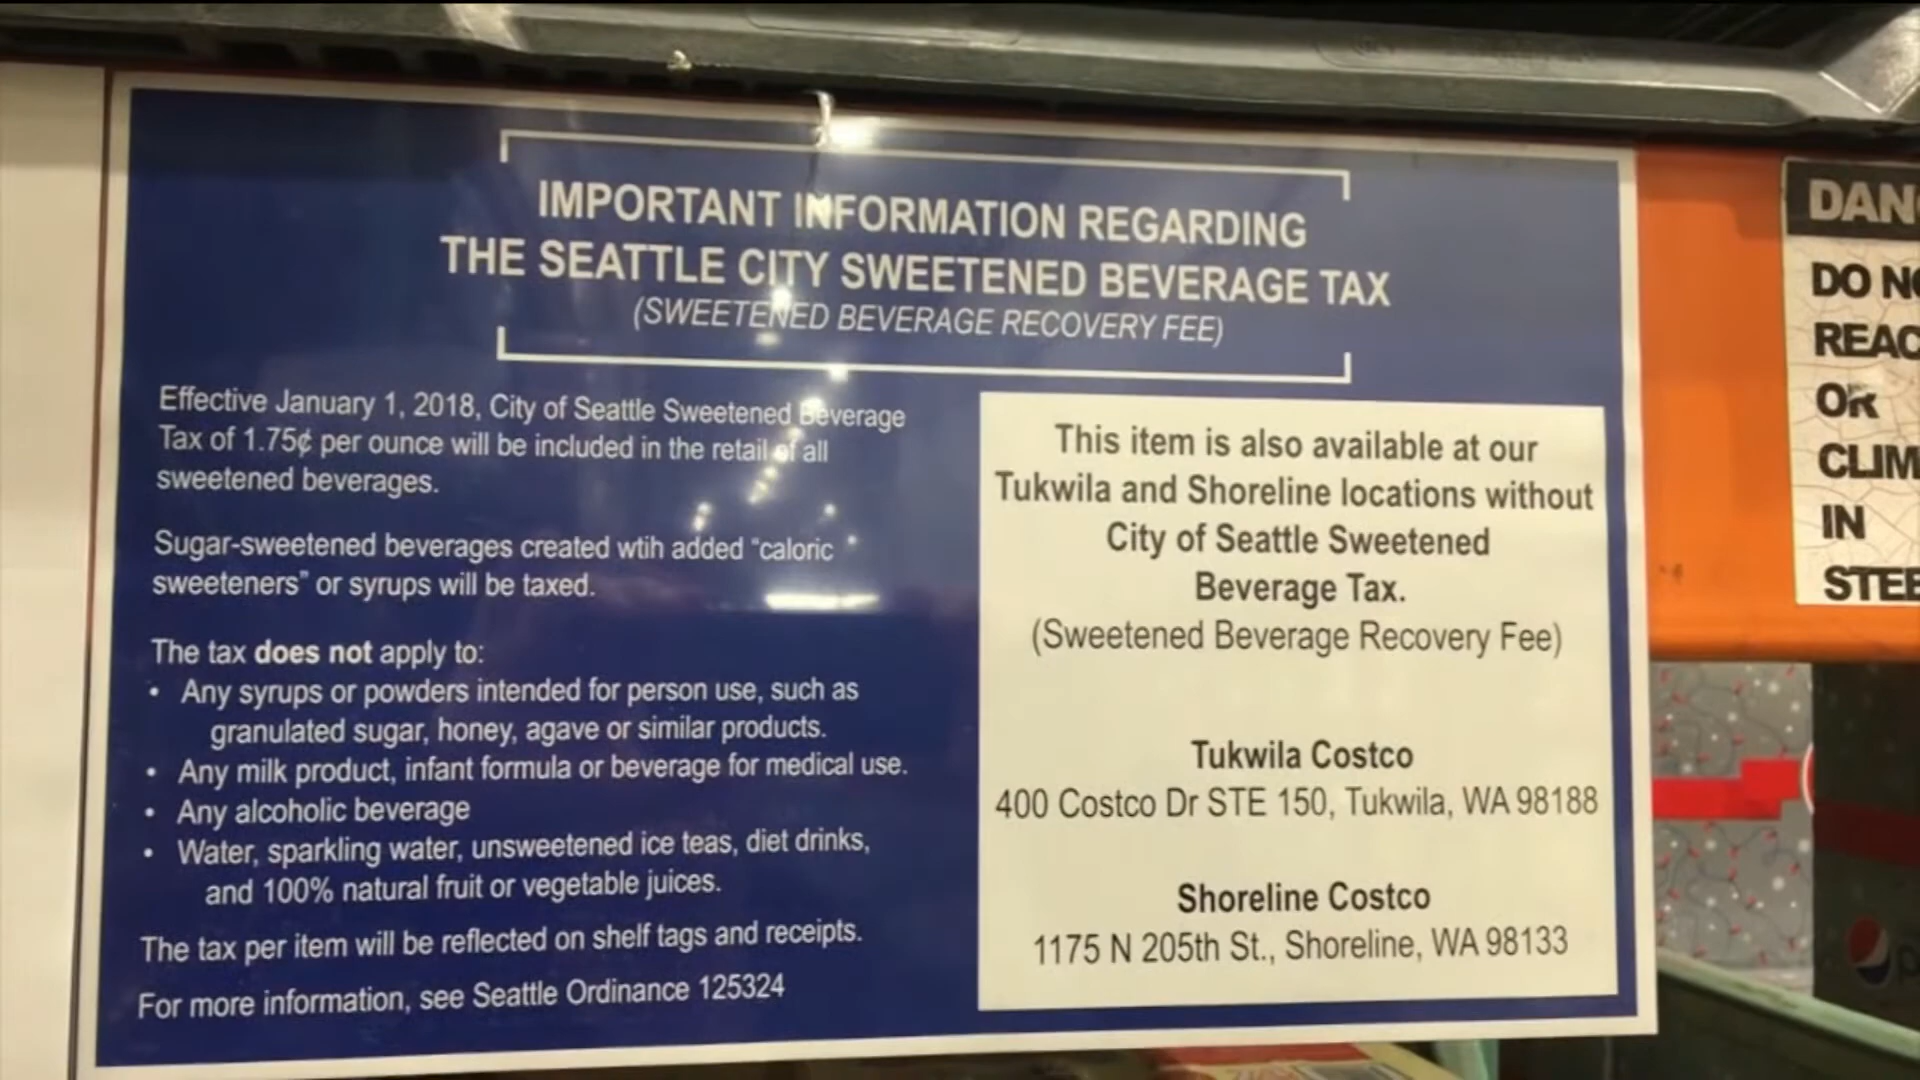 IMPORTANT INFORMATION REGARDING
THE SEATTLE CITY SWEETENED BEVERAGE TAX
(SWEETENED BEVERAGE RECOVERY FEE)
Effective January 1, 2018, City of Seattle Sweetened Beverage
Tax of 1.75¢ per ounce will be included in the retail of all
sweetened beverages.
Sugar-sweetened beverages created wtih added "caloric
sweeteners" or syrups will be taxed.
The tax does not apply to:
• Any syrups or powders intended for person use, such as
granulated sugar, honey, agave or similar products.
• Any milk product, infant formula or beverage for medical use.
• Any alcoholic beverage
• Water, sparkling water, unsweetened ice teas, diet drinks,
and 100% natural fruit or vegetable juices.
The tax per item will be reflected on shelf tags and receipts.
For more information, see Seattle Ordinance 125324
This item is also available at our
Tukwila and Shoreline locations without
City of Seattle Sweetened
Beverage Tax.
(Sweetened Beverage Recovery Fee)
Tukwila Costco
400 Costco Dr STE 150, Tukwila, WA 98188
Shoreline Costco
1175 N 205th St., Shoreline, WA 98133
DAN
DO NO
REAC
OR
CLIM
IN
STEE